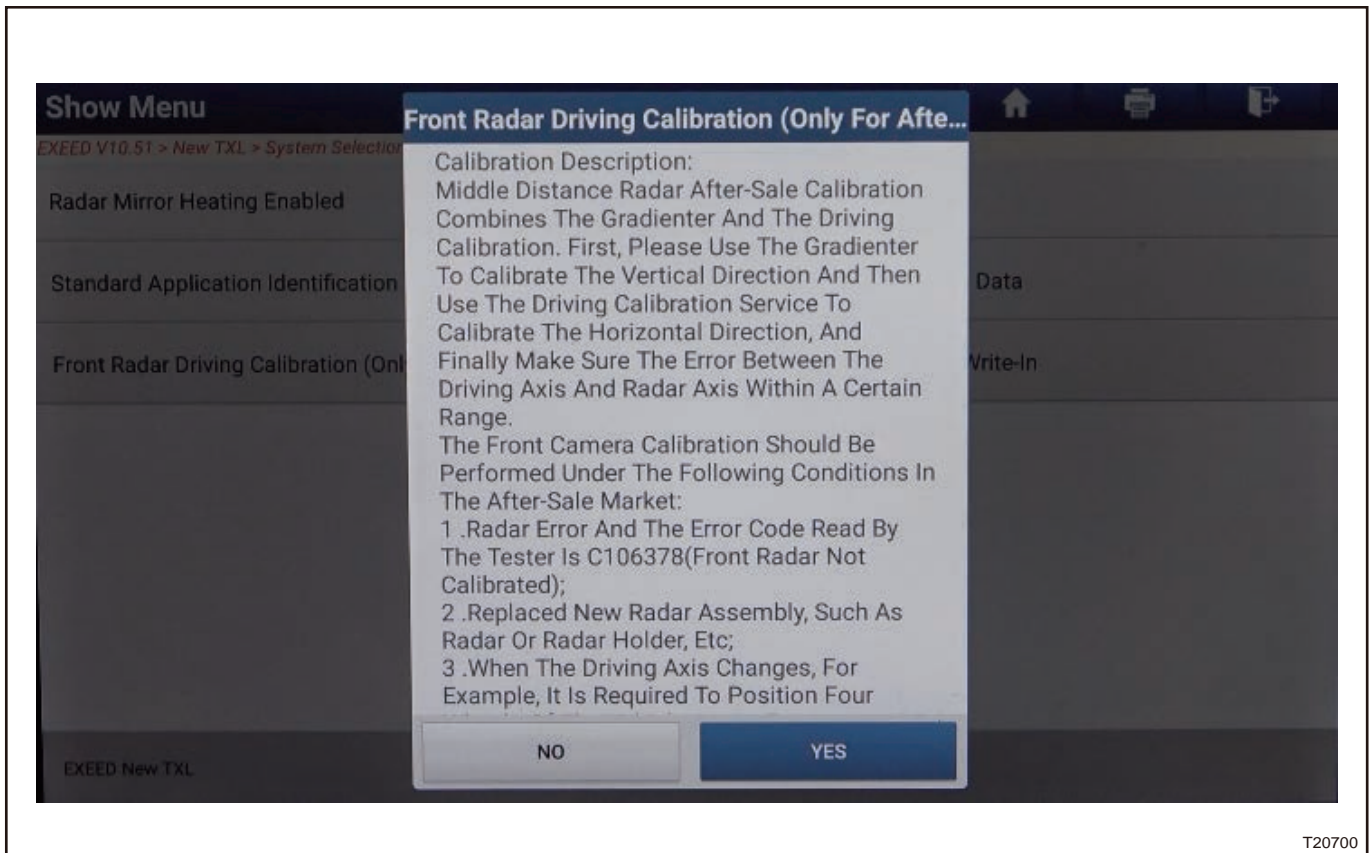 Show Menu
Front Radar Driving Calibration (Only For Afte...
EXEED V10.51 > New TXL > System Selection
Calibration Description:
Middle Distance Radar After-Sale Calibration
Combines The Gradienter And The Driving
Calibration. First, Please Use The Gradienter
To Calibrate The Vertical Direction And Then
Use The Driving Calibration Service To
Calibrate The Horizontal Direction, And
Finally Make Sure The Error Between The
Driving Axis And Radar Axis Within A Certain
Range.
The Front Camera Calibration Should Be
Performed Under The Following Conditions In
The After-Sale Market:
1 .Radar Error And The Error Code Read By
The Tester Is C106378(Front Radar Not
Calibrated);
2 .Replaced New Radar Assembly, Such As
Radar Or Radar Holder, Etc;
3 .When The Driving Axis Changes, For
Example, It Is Required To Position Four
Radar Mirror Heating Enabled
Standard Application Identification
Data
Front Radar Driving Calibration (Onl
Write-In
NO
YES
EXEED New TXL
T20700